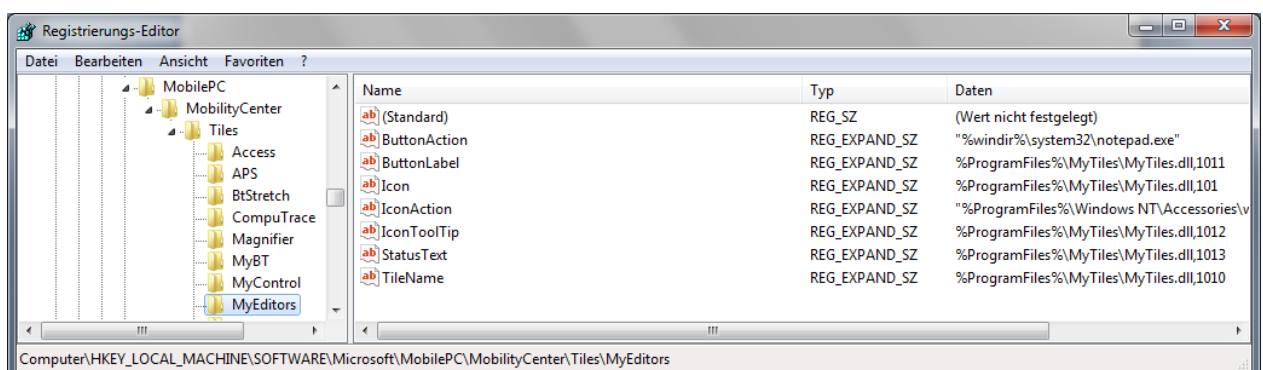 Registrierungs-Editor
Datei Bearbeiten Ansicht Favoriten ?
MobilePC
MobilityCenter
Tiles
Access
APS
BtStretch
CompuTrace
Magnifier
MyBT
MyControl
MyEditors
Name Typ Daten
(Standard) REG_SZ (Wert nicht festgelegt)
ButtonAction REG_EXPAND_SZ "%windir%\system32\notepad.exe"
ButtonLabel REG_EXPAND_SZ %ProgramFiles%\MyTiles\MyTiles.dll,1011
Icon REG_EXPAND_SZ %ProgramFiles%\MyTiles\MyTiles.dll,101
IconAction REG_EXPAND_SZ "%ProgramFiles%\Windows NT\Accessories\w
IconToolTip REG_EXPAND_SZ %ProgramFiles%\MyTiles\MyTiles.dll,1012
StatusText REG_EXPAND_SZ %ProgramFiles%\MyTiles\MyTiles.dll,1013
TileName REG_EXPAND_SZ %ProgramFiles%\MyTiles\MyTiles.dll,1010
Computer\HKEY_LOCAL_MACHINE\SOFTWARE\Microsoft\MobilePC\MobilityCenter\Tiles\MyEditors